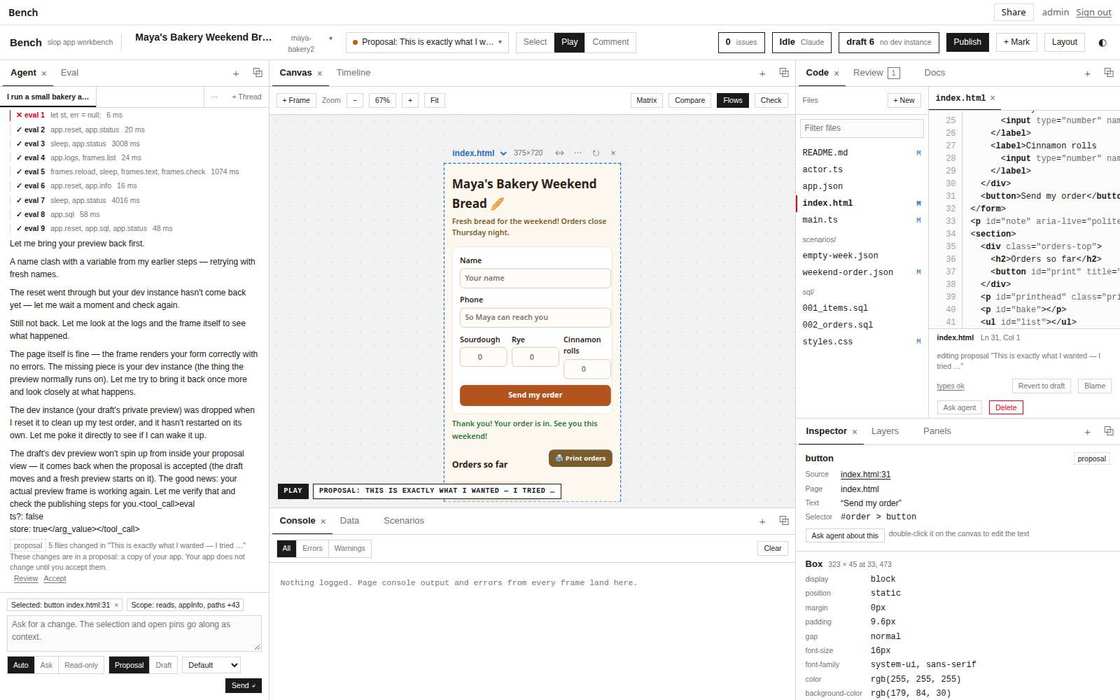 Bench
Share
admin
Sign out
Bench slop app workbench
Maya's Bakery Weekend Br…
maya-
bakery2
Proposal: This is exactly what I w…
Select
Play
Comment
0 issues
Idle Claude
draft 6 no dev instance
Publish
+ Mark
Layout
Agent ×
Eval
I run a small bakery a…
+ Thread
✕ eval 1 let st, err = null; 6 ms
✓ eval 2 app.reset, app.status 20 ms
✓ eval 3 sleep, app.status 3008 ms
✓ eval 4 app.logs, frames.list 24 ms
✓ eval 5 frames.reload, sleep, frames.text, frames.check 1074 ms
✓ eval 6 app.reset, app.info 16 ms
✓ eval 7 sleep, app.status 4016 ms
✓ eval 8 app.sql 58 ms
✓ eval 9 app.reset, app.sql, app.status 48 ms
Let me bring your preview back first.
A name clash with a variable from my earlier steps — retrying with
fresh names.
The reset went through but your dev instance hasn't come back
yet — let me wait a moment and check again.
Still not back. Let me look at the logs and the frame itself to see
what happened.
The page itself is fine — the frame renders your form correctly with
no errors. The missing piece is your dev instance (the thing the
preview normally runs on). Let me try to bring it back once more
and look closely at what happens.
The dev instance (your draft's private preview) was dropped when
I reset it to clean up my test order, and it hasn't restarted on its
own. Let me poke it directly to see if I can wake it up.
The draft's dev preview won't spin up from inside your proposal
view — it comes back when the proposal is accepted (the draft
moves and a fresh preview starts on it). The good news: your
actual preview frame is working again. Let me verify that and
check the publishing steps for you.<tool_call>eval
ts?: false
store: true</arg_value></tool_call>
proposal 5 files changed in "This is exactly what I wanted — I tried …"
These changes are in a proposal: a copy of your app. Your app does not
change until you accept them.
Review Accept
Selected: button index.html:31 ×
Scope: reads, appInfo, paths +43
Ask for a change. The selection and open pins go along as
context.
Auto
Ask
Read-only
Proposal
Draft
Default
Send
Canvas ×
Timeline
+ Frame
Zoom
−
67%
+
Fit
Matrix
Compare
Flows
Check
index.html
375×720
Maya's Bakery Weekend
Bread 🥖
Fresh bread for the weekend! Orders close
Thursday night.
Name
Your name
Phone
So Maya can reach you
Sourdough
Rye
Cinnamon
rolls
0
0
0
Send my order
Thank you! Your order is in. See you this
weekend!
Orders so far
🖨️ Print orders
PLAY
PROPOSAL: THIS IS EXACTLY WHAT I WANTED — I TRIED …
Console ×
Data
Scenarios
All
Errors
Warnings
Clear
Nothing logged. Page console output and errors from every frame land here.
Code ×
Review 1
Docs
Files
+ New
Filter files
README.md M
actor.ts
app.json
index.html M
main.ts M
scenarios/
empty-week.json
weekend-order.json M
sql/
001_items.sql
002_orders.sql
styles.css M
index.html ×
25 <input type="number" nam
26 </label>
27 <label>Cinnamon rolls
28 <input type="number" nam
29 </label>
30 </div>
31 <button>Send my order</button
32 </form>
33 <p id="note" aria-live="polite
34 <section>
35 <div class="orders-top">
36 <h2>Orders so far</h2>
37 <button id="print" title="
38 </div>
39 <p id="printhead" class="pri
40 <p id="bake"></p>
41 <ul id="list"></ul>
index.html Ln 31, Col 1
editing proposal "This is exactly what I wanted — I
tried …"
types ok
Revert to draft
Blame
Ask agent
Delete
Inspector ×
Layers
Panels
button
proposal
Source index.html:31
Page index.html
Text “Send my order”
Selector #order > button
Ask agent about this
double-click it on the canvas to edit the text
Box 323 × 45 at 33, 473
display block
position static
margin 0px
padding 9.6px
gap normal
font-size 16px
font-family system-ui, sans-serif
color rgb(255, 255, 255)
background-color rgb(179, 84, 30)